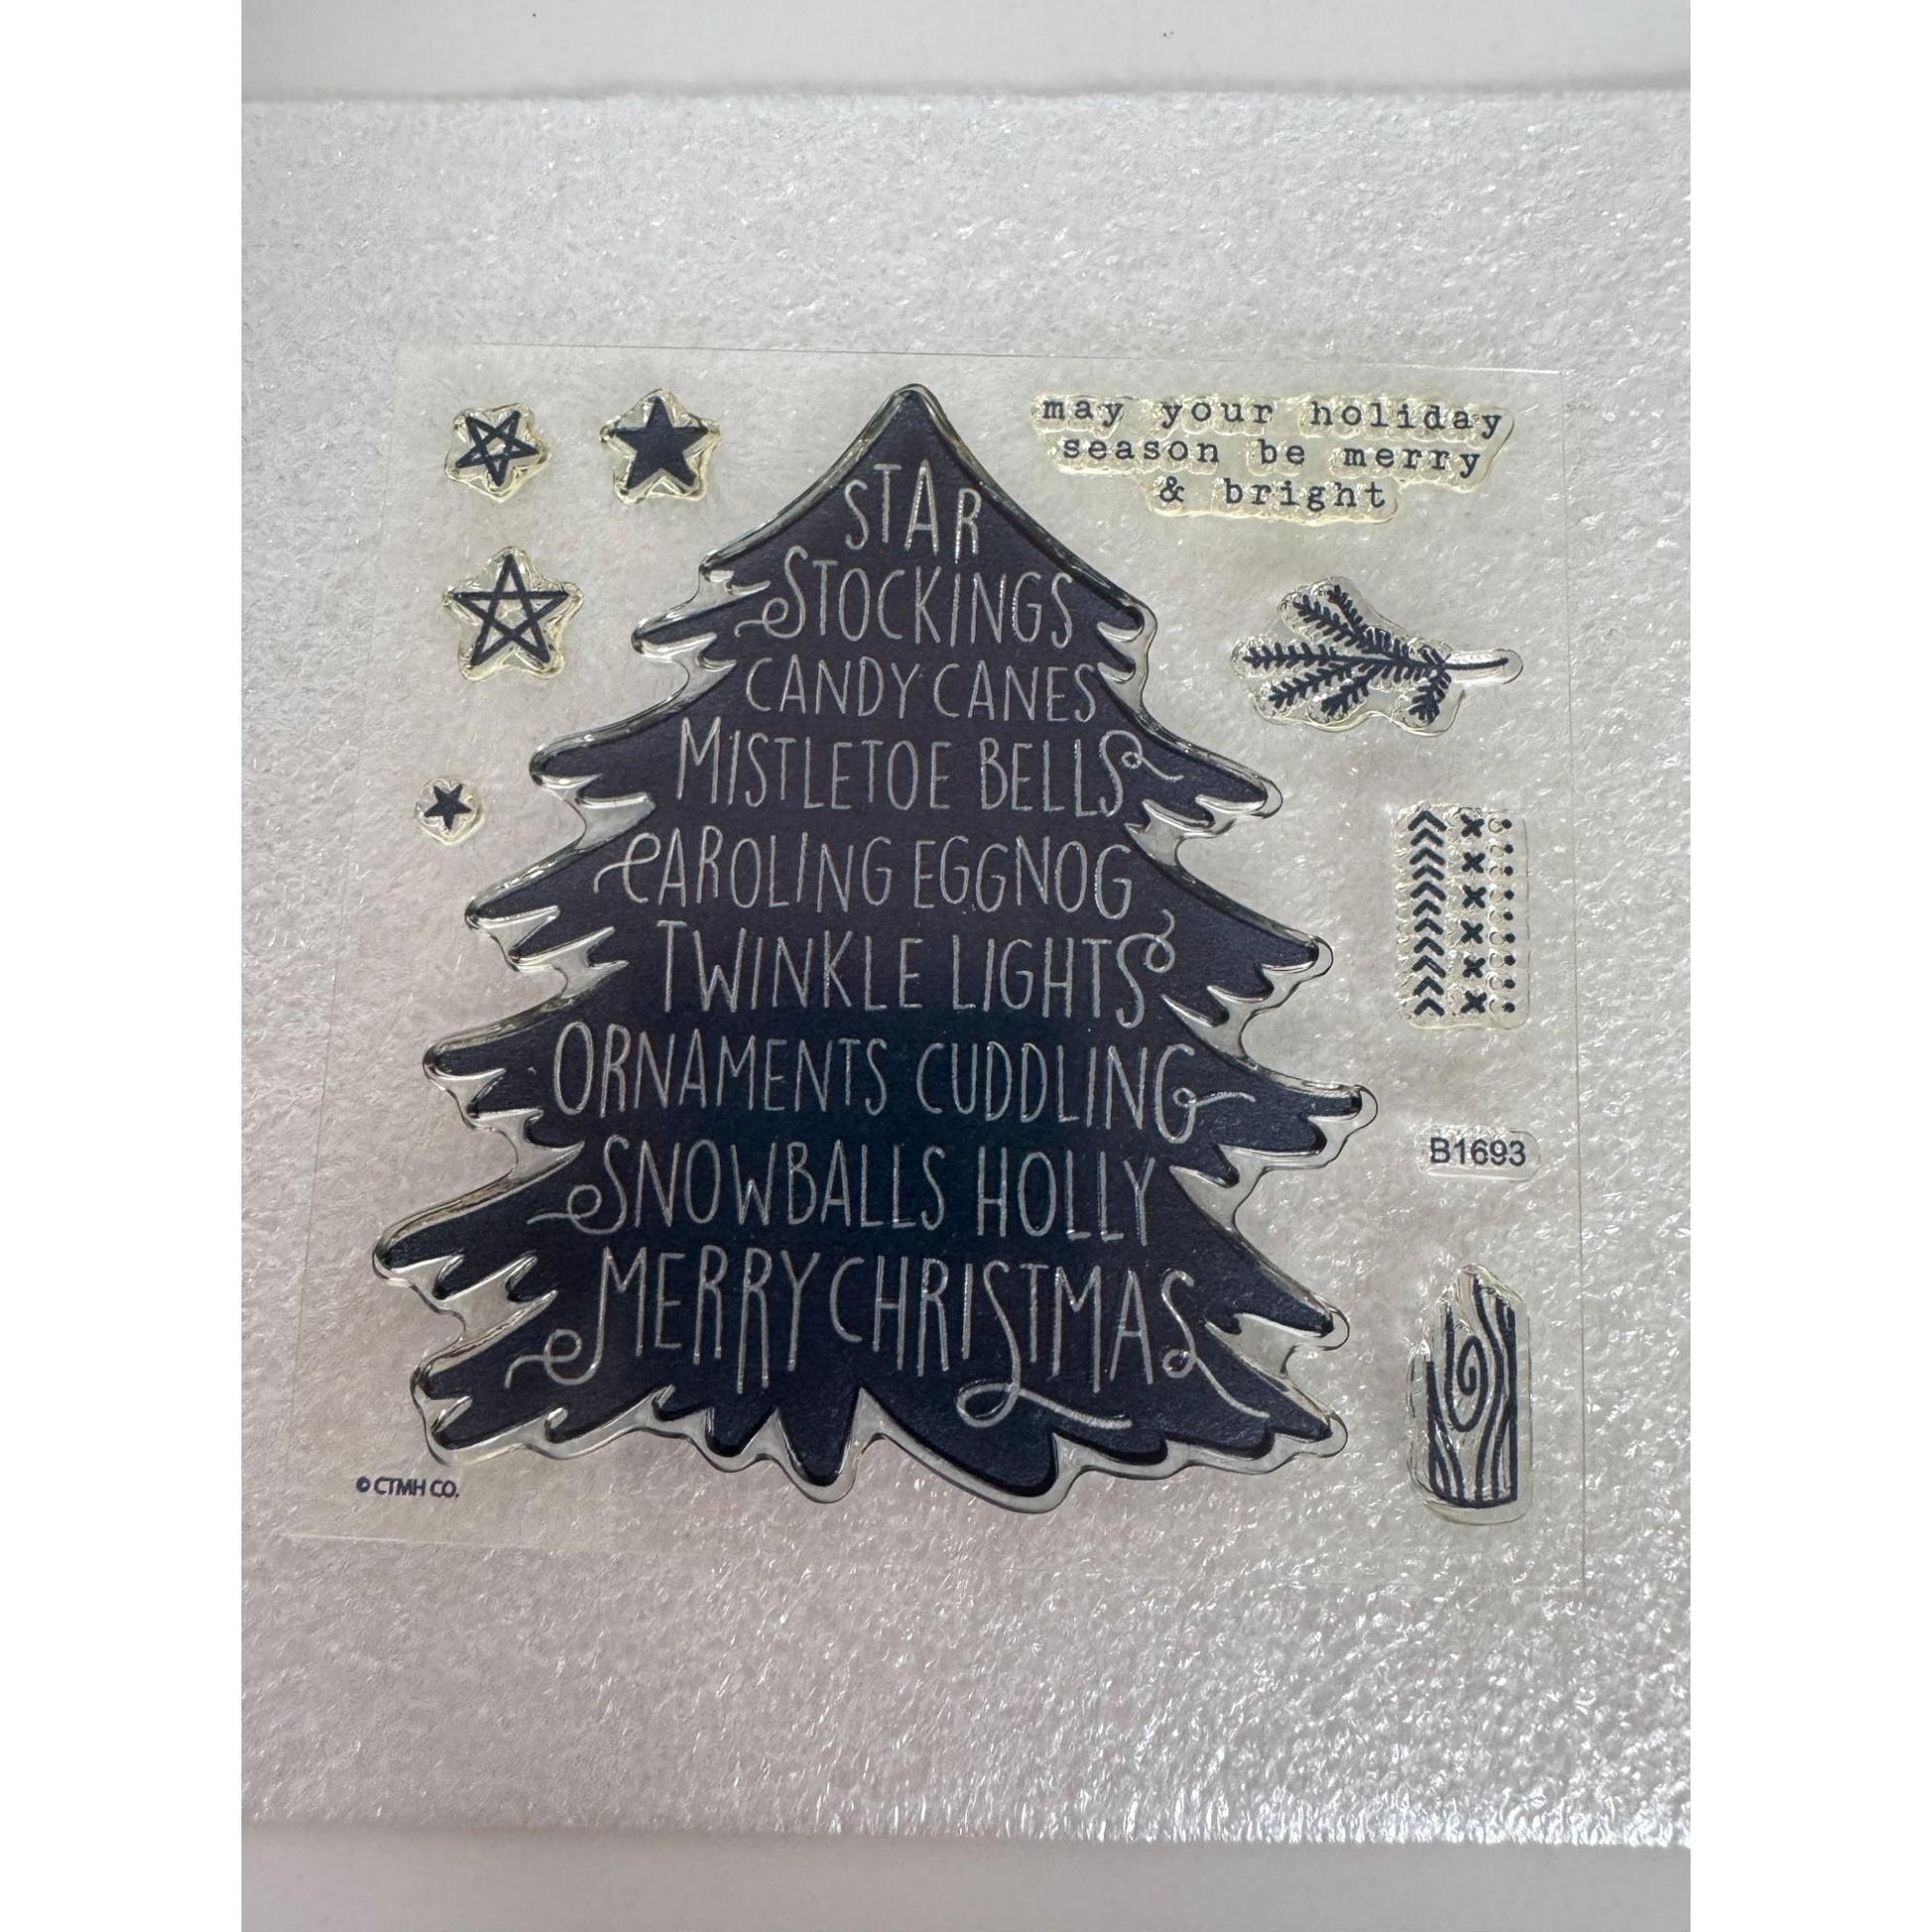 may your holiday
season be merry
& bright
STAR
STOCKINGS
CANDY CANES
MISTLETOE BELLS
CAROLING EGGNOG
TWINKLE LIGHTS
ORNAMENTS CUDDLING
SNOWBALLS HOLLY
MERRY CHRISTMAS
B1693
© CTMH CO.